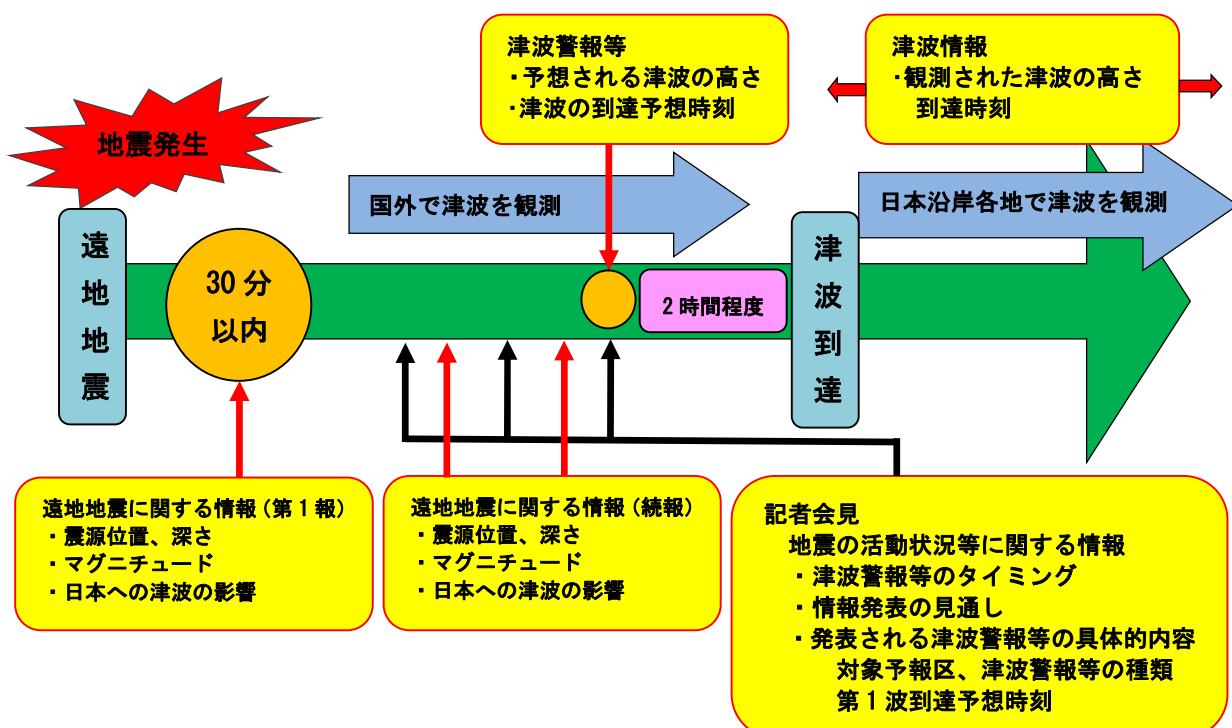 津波警報等
・予想される津波の高さ
・津波の到達予想時刻
津波情報
・観測された津波の高さ
到達時刻
地震発生
国外で津波を観測
日本沿岸各地で津波を観測
遠地地震
30分
以内
2時間程度
津波到達
遠地地震に関する情報(第1報)
・震源位置、深さ
・マグニチュード
・日本への津波の影響
遠地地震に関する情報(続報)
・震源位置、深さ
・マグニチュード
・日本への津波の影響
記者会見
地震の活動状況等に関する情報
・津波警報等のタイミング
・情報発表の見通し
・発表される津波警報等の具体的内容
対象予報区、津波警報等の種類
第1波到達予想時刻